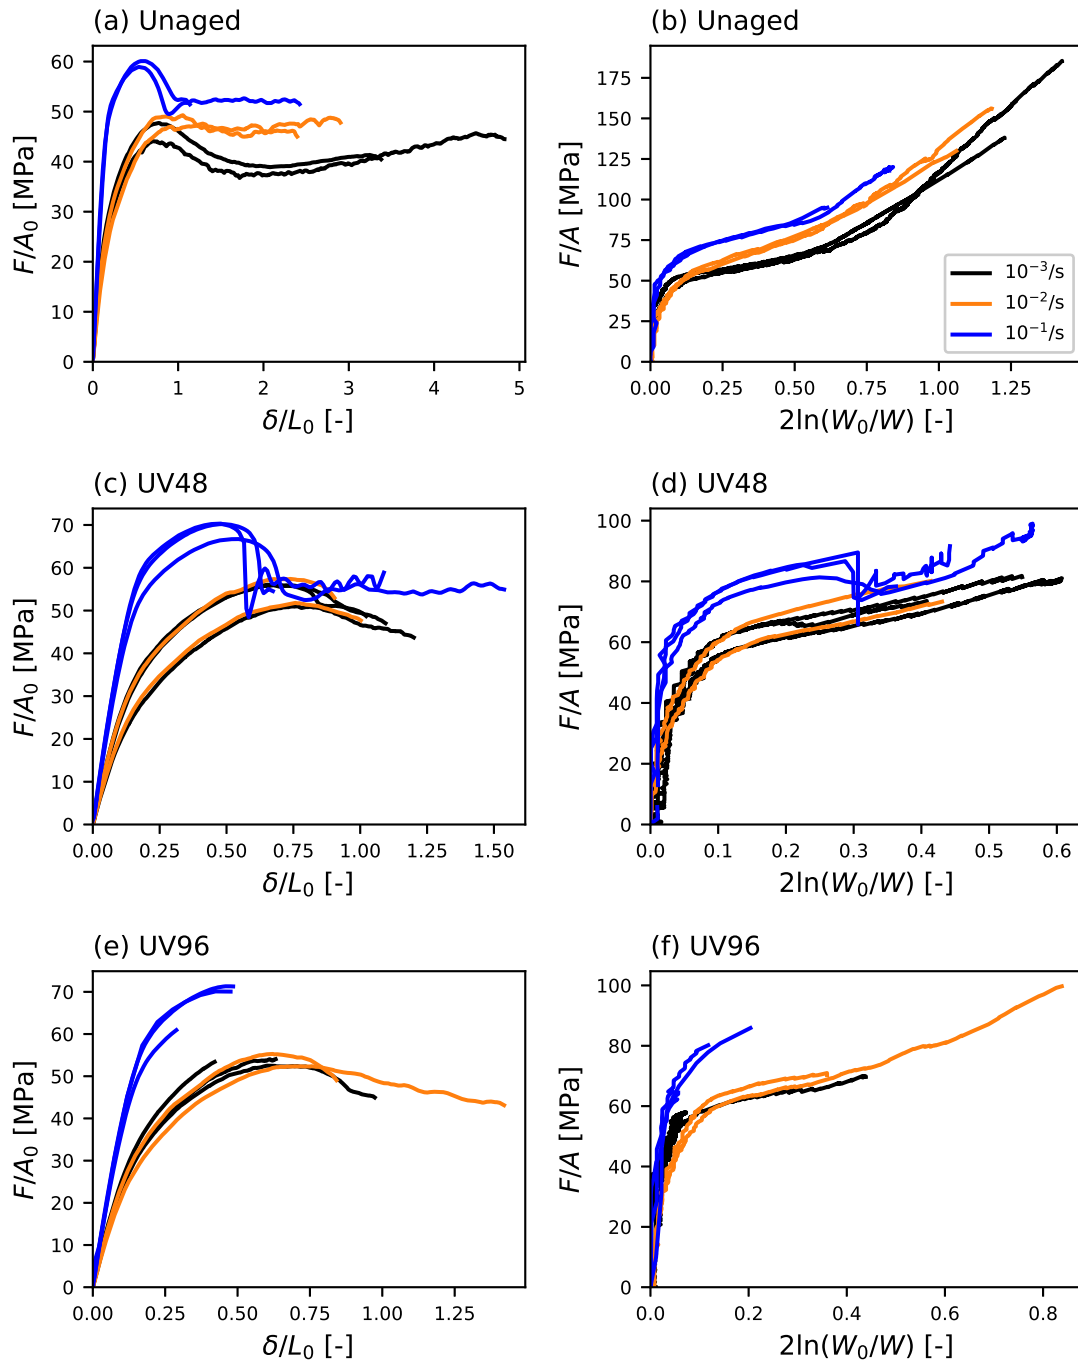 (a) Unaged
F/A₀ [MPa]
60
50
40
30
20
10
0
0 1 2 3 4 5
δ/L₀ [-]
(b) Unaged
F/A [MPa]
175
150
125
100
75
50
25
0
0.00 0.25 0.50 0.75 1.00 1.25
2ln(W₀/W) [-]
10⁻³/s
10⁻²/s
10⁻¹/s
(c) UV48
F/A₀ [MPa]
70
60
50
40
30
20
10
0
0.00 0.25 0.50 0.75 1.00 1.25 1.50
δ/L₀ [-]
(d) UV48
F/A [MPa]
100
80
60
40
20
0
0.0 0.1 0.2 0.3 0.4 0.5 0.6
2ln(W₀/W) [-]
(e) UV96
F/A₀ [MPa]
70
60
50
40
30
20
10
0
0.00 0.25 0.50 0.75 1.00 1.25
δ/L₀ [-]
(f) UV96
F/A [MPa]
100
80
60
40
20
0
0.0 0.2 0.4 0.6 0.8
2ln(W₀/W) [-]